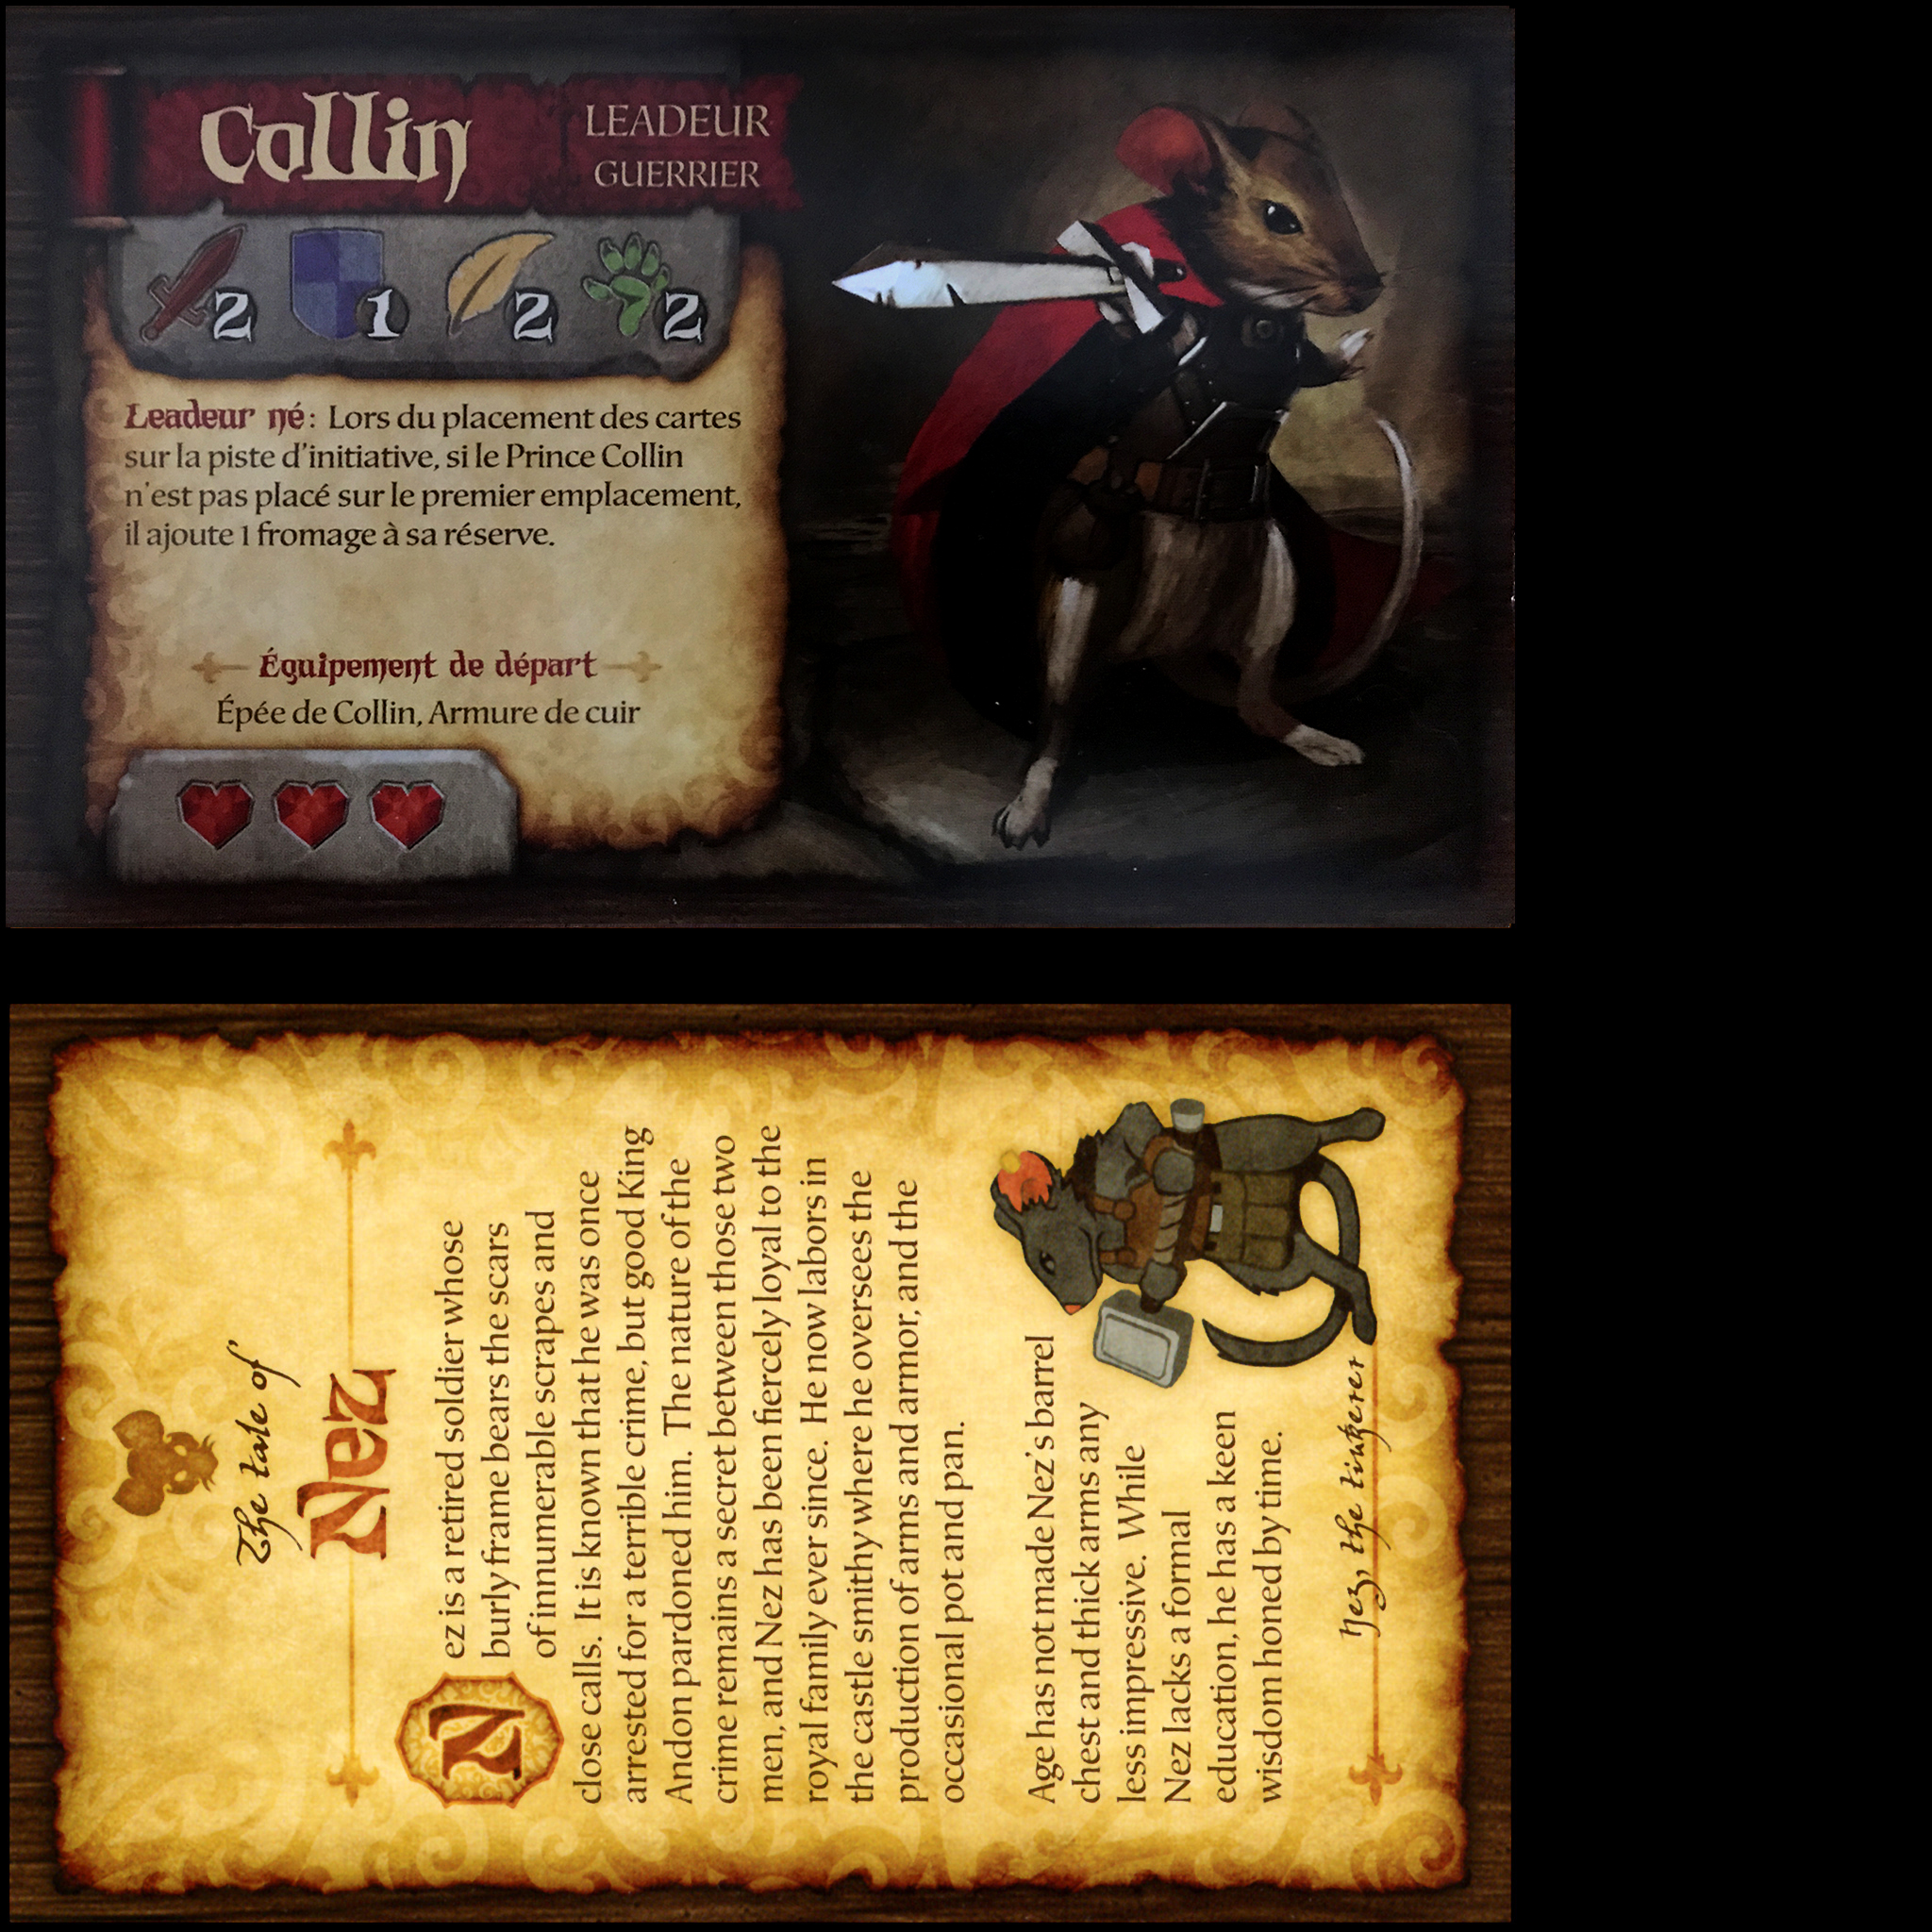 Collin
LEADEUR
GUERRIER
2 1 2 2
Leadeur né: Lors du placement des cartes
sur la piste d'initiative, si le Prince Collin
n'est pas placé sur le premier emplacement,
il ajoute 1 fromage à sa réserve.
Équipement de départ
Épée de Collin, Armure de cuir
The tale of
Nez
Nez is a retired soldier whose
burly frame bears the scars
of innumerable scrapes and
close calls. It is known that he was once
arrested for a terrible crime, but good King
Andon pardoned him. The nature of the
crime remains a secret between those two
men, and Nez has been fiercely loyal to the
royal family ever since. He now labors in
the castle smithy where he oversees the
production of arms and armor, and the
occasional pot and pan.
Age has not made Nez's barrel
chest and thick arms any
less impressive. While
Nez lacks a formal
education, he has a keen
wisdom honed by time.
Nez, the tinkerer